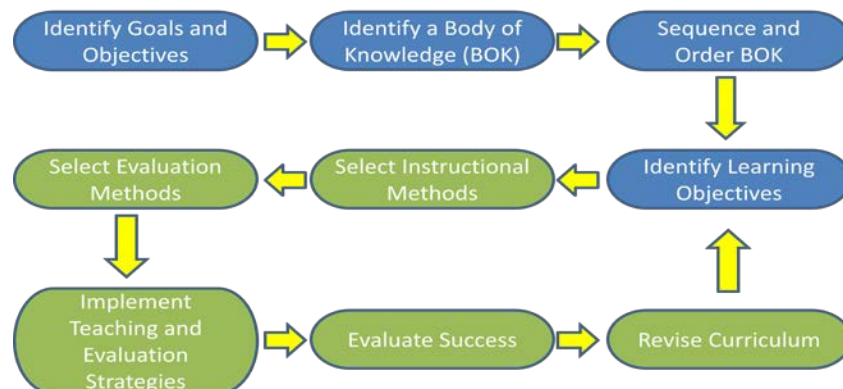 Identify Goals and
Objectives
Identify a Body of
Knowledge (BOK)
Sequence and
Order BOK
Select Evaluation
Methods
Select Instructional
Methods
Identify Learning
Objectives
Implement
Teaching and
Evaluation
Strategies
Evaluate Success
Revise Curriculum